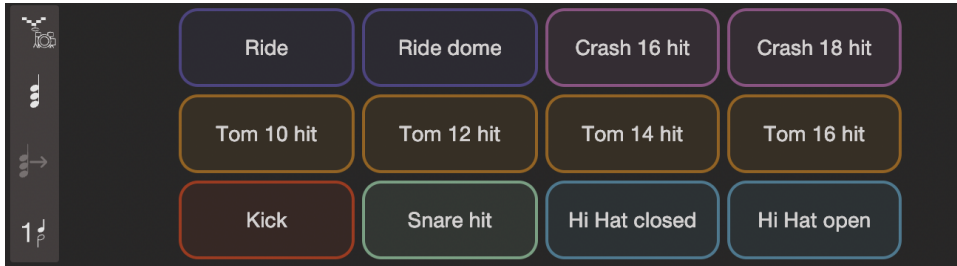 Ride
Ride dome
Crash 16 hit
Crash 18 hit
Tom 10 hit
Tom 12 hit
Tom 14 hit
Tom 16 hit
1
Kick
Snare hit
Hi Hat closed
Hi Hat open